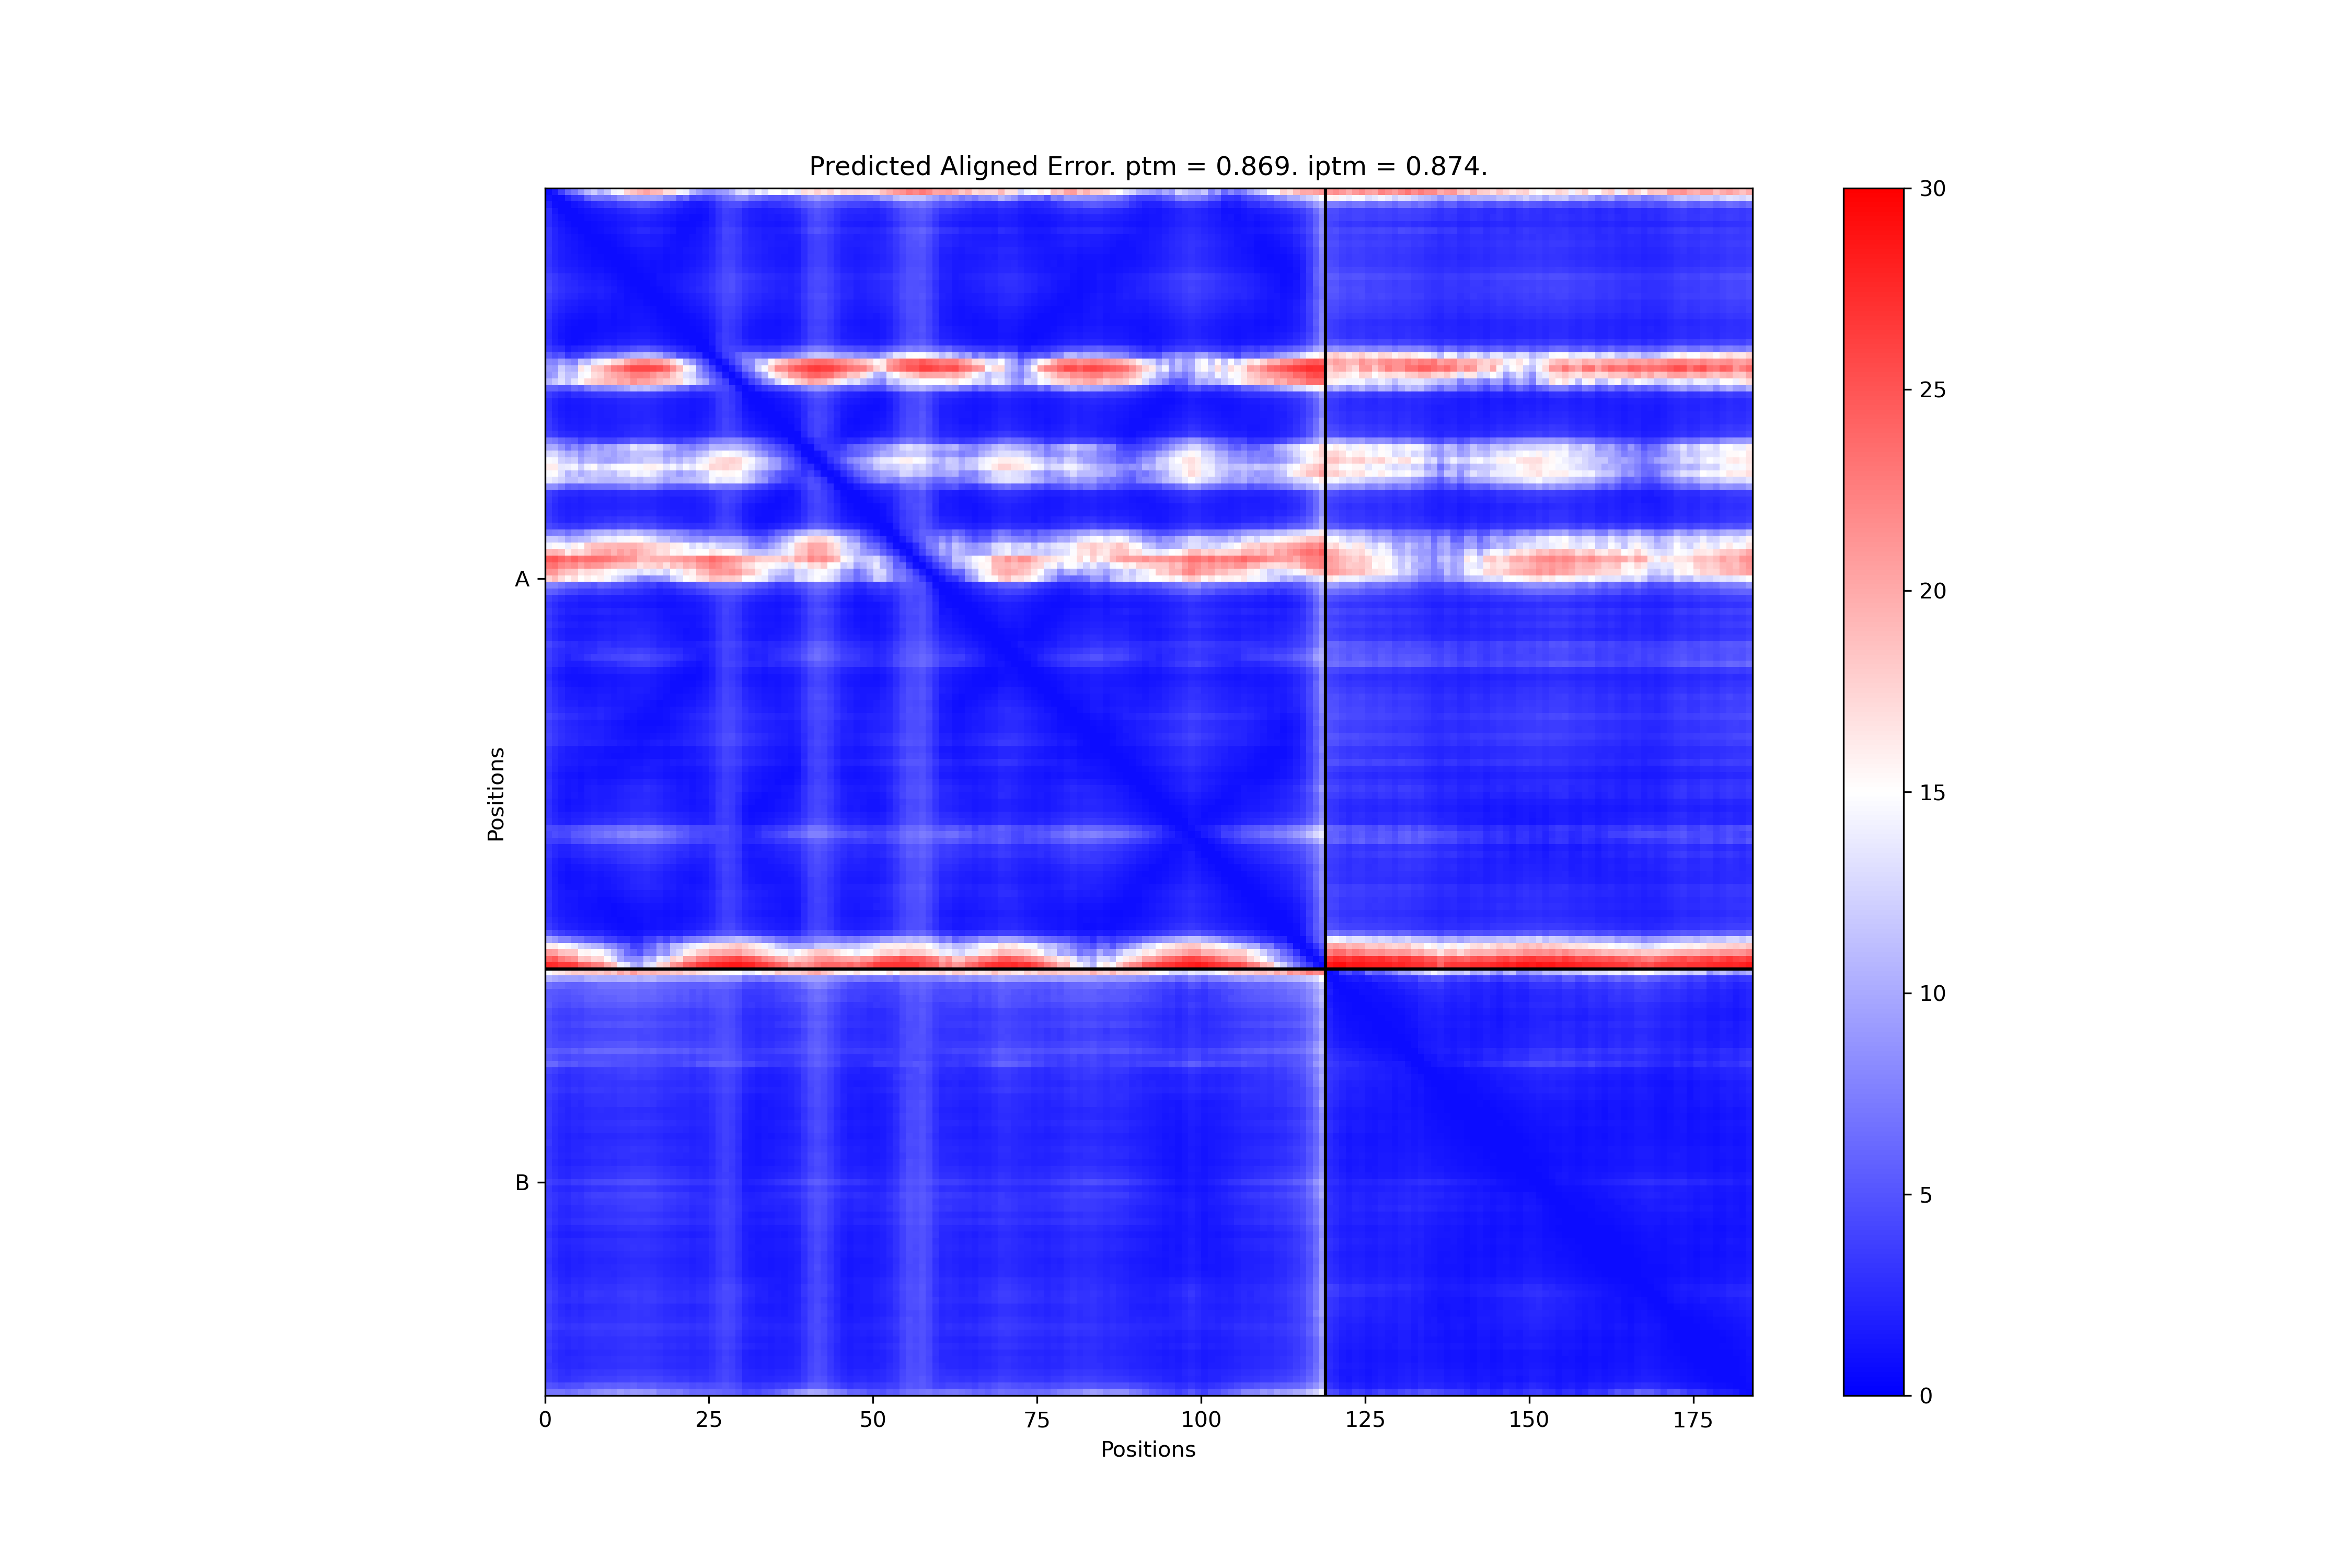 Predicted Aligned Error. ptm = 0.869. iptm = 0.874.
30
25
20
15
10
5
0
A
B
Positions
0 25 50 75 100 125 150 175
Positions